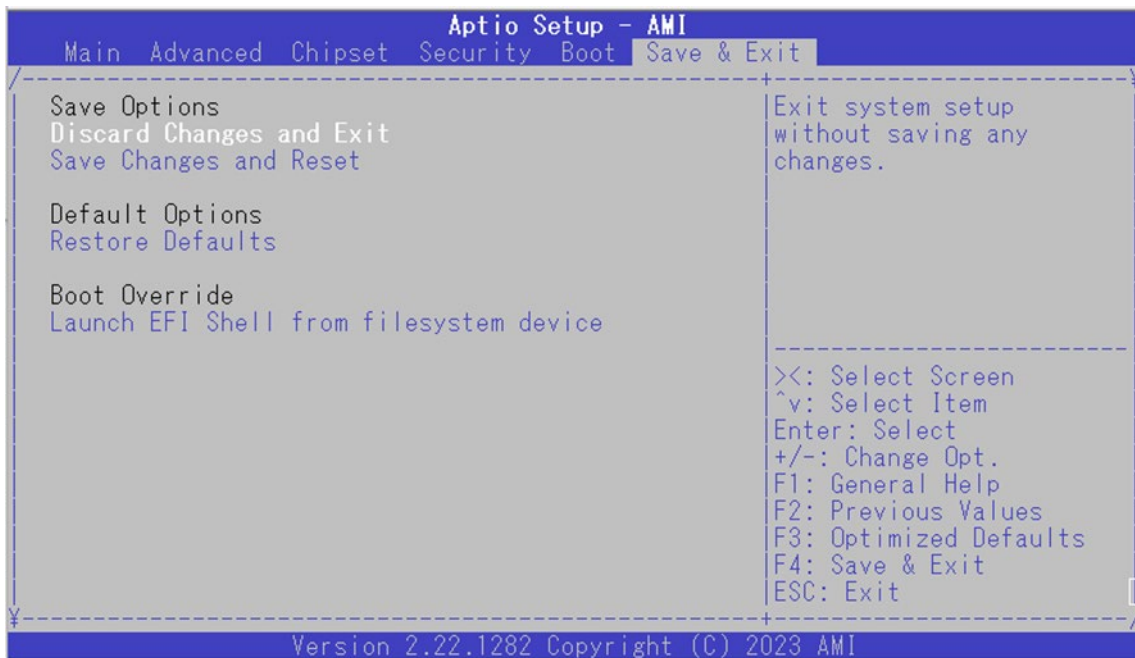 Aptio Setup - AMI
Main Advanced Chipset Security Boot Save & Exit
Save Options
Discard Changes and Exit
Save Changes and Reset
Default Options
Restore Defaults
Boot Override
Launch EFI Shell from filesystem device
Exit system setup
without saving any
changes.
><: Select Screen
^v: Select Item
Enter: Select
+/-: Change Opt.
F1: General Help
F2: Previous Values
F3: Optimized Defaults
F4: Save & Exit
ESC: Exit
Version 2.22.1282 Copyright (C) 2023 AMI